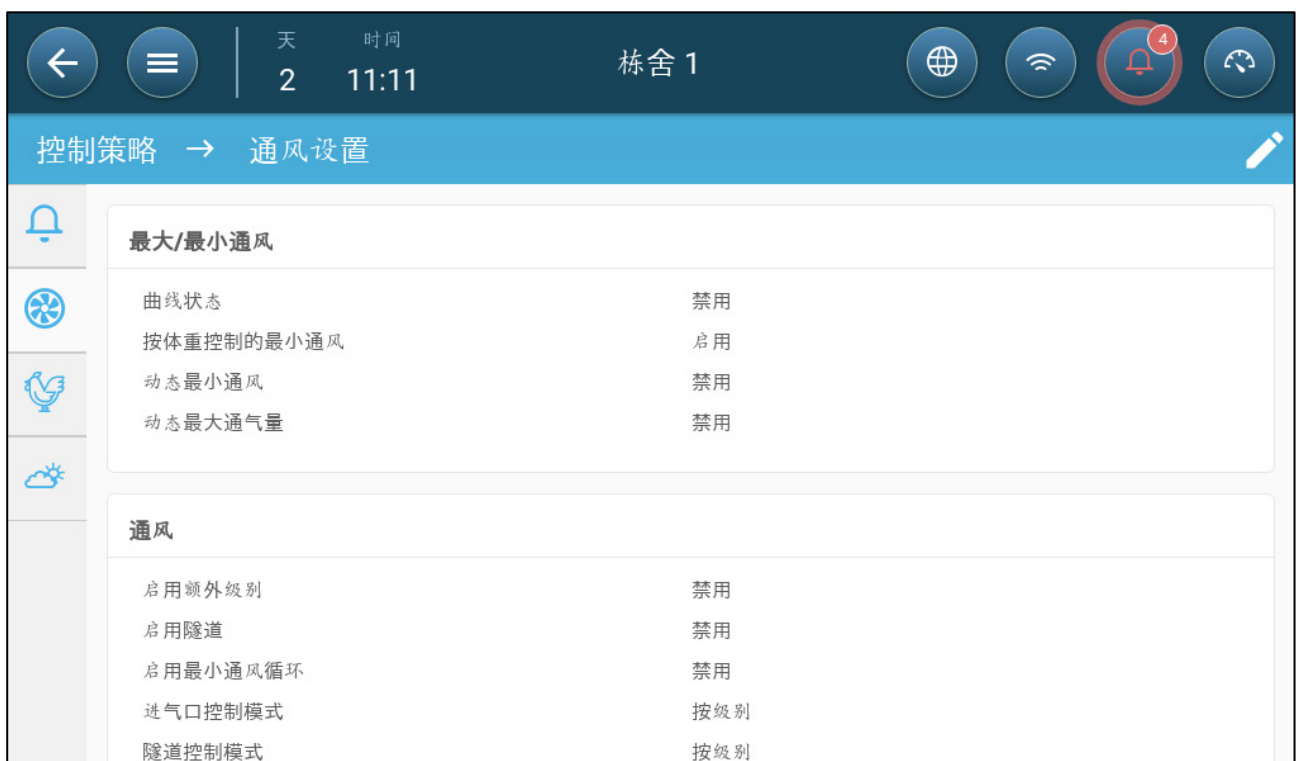 天 时间 栋舍 1 4
2 11:11
控制策略 → 通风设置
最大/最小通风
曲线状态 禁用
按体重控制的最小通风 启用
动态最小通风 禁用
动态最大通气量 禁用
通风
启用额外级别 禁用
启用隧道 禁用
启用最小通风循环 禁用
进气口控制模式 按级别
隧道控制模式 按级别